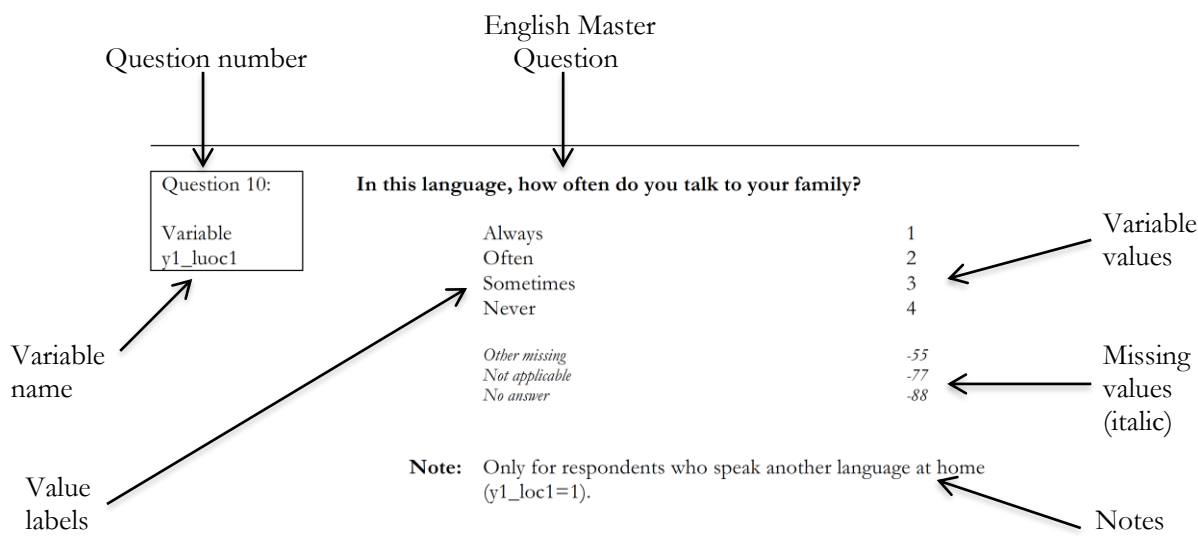 English Master
Question
Question number
Question 10:
In this language, how often do you talk to your family?
Variable
y1_luoc1
Always 1
Often 2
Sometimes 3
Never 4
Variable
values
Variable
name
Other missing -55
Not applicable -77
No answer -88
Missing
values
(italic)
Note: Only for respondents who speak another language at home
(y1_loc1=1).
Value
labels
Notes